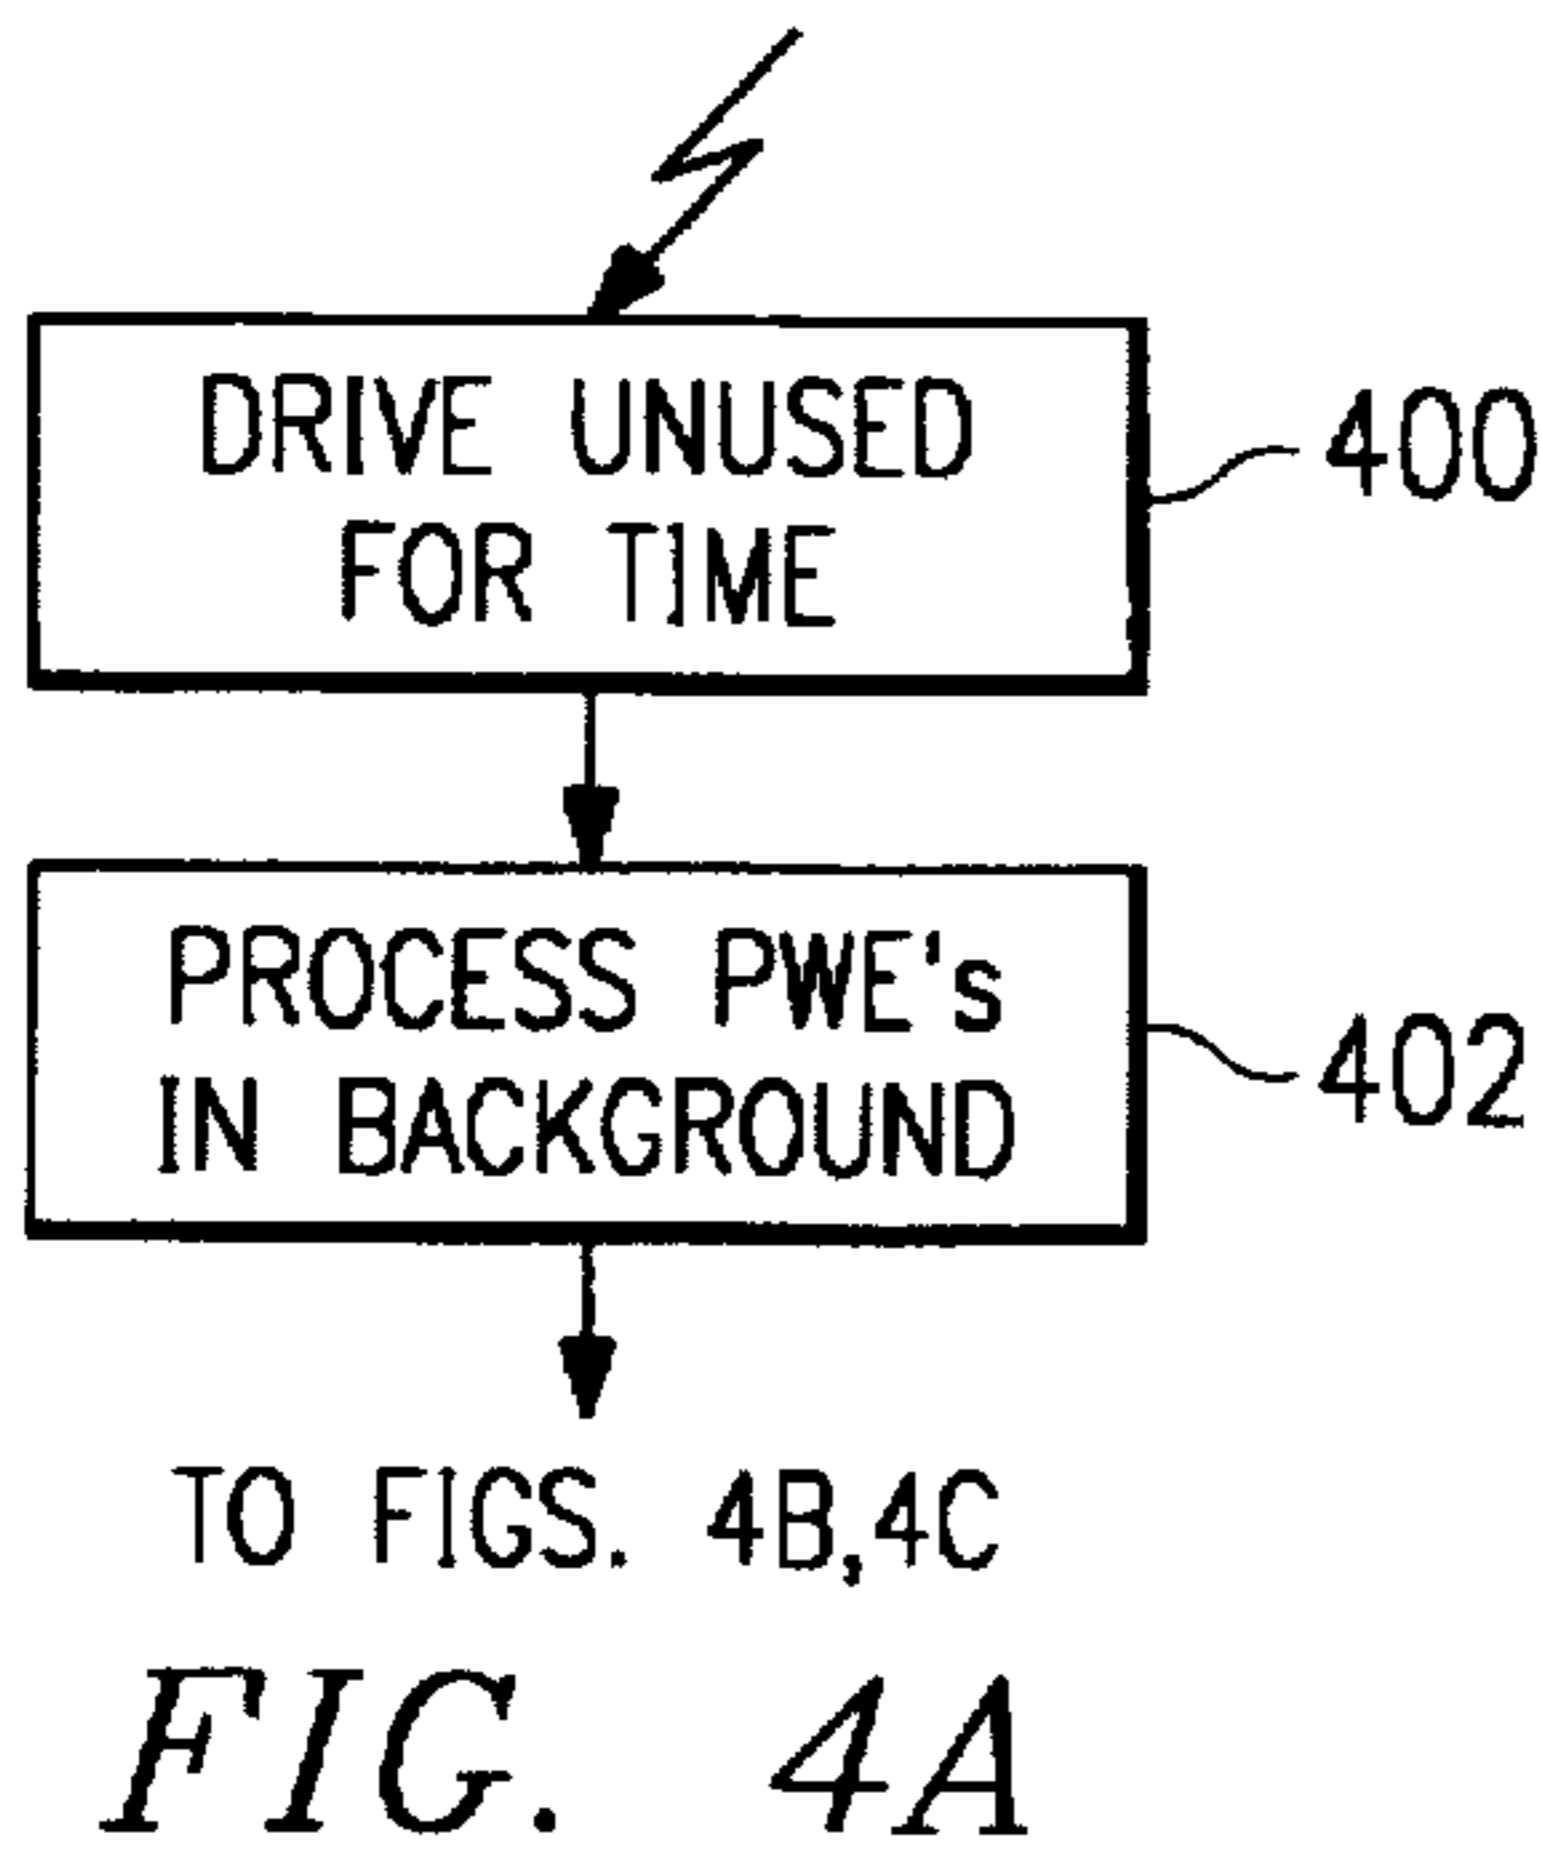 DRIVE UNUSED
FOR TIME
400
PROCESS PWE's
IN BACKGROUND
402
TO FIGS. 4B,4C
FIG. 4A